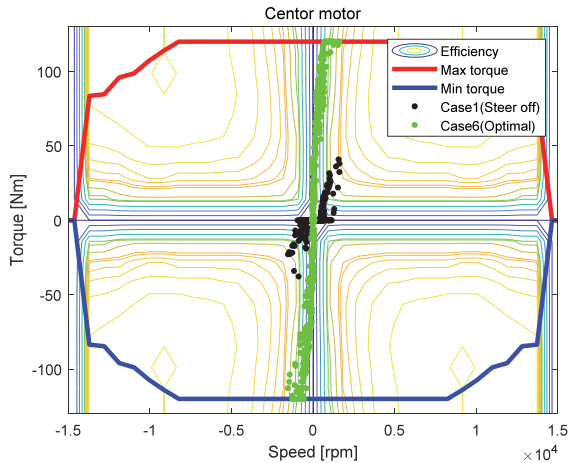 Centor motor
Efficiency
Max torque
Min torque
Case1(Steer off)
Case6(Optimal)
Torque [Nm]
100
50
0
-50
-100
-1.5 -1 -0.5 0 0.5 1 1.5
Speed [rpm]
×10^4